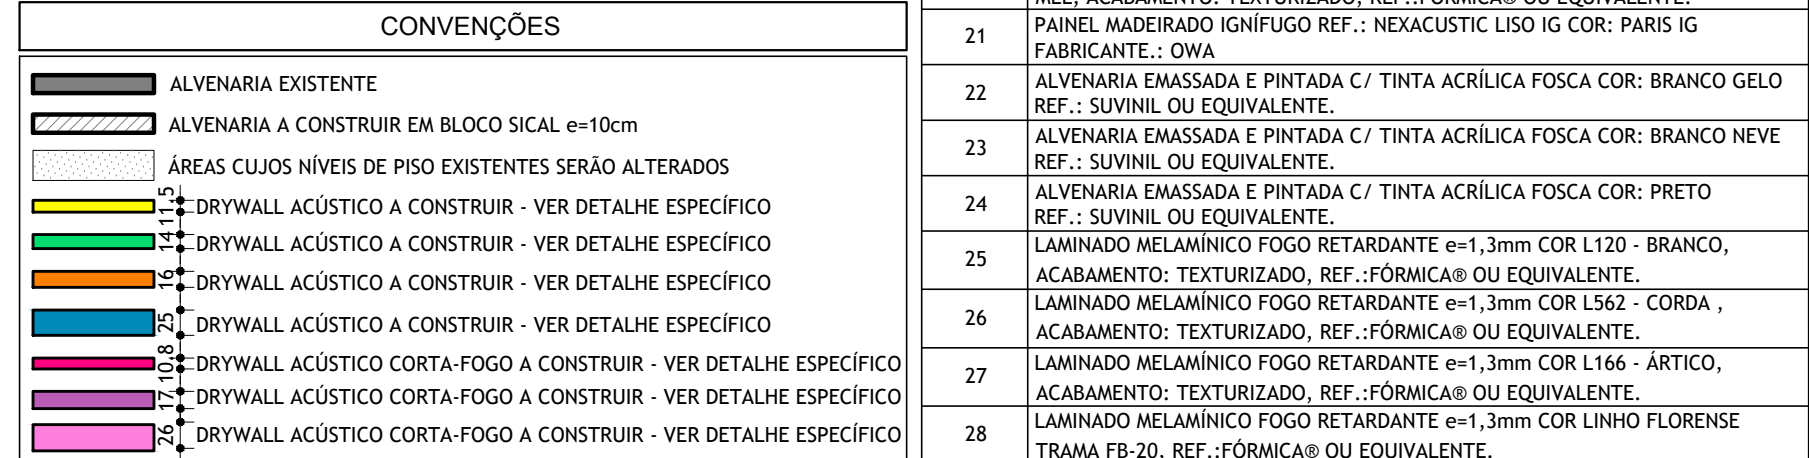 CONVENÇÕES
ALVENARIA EXISTENTE
ALVENARIA A CONSTRUIR EM BLOCO SICAL e=10cm
ÁREAS CUJOS NÍVEIS DE PISO EXISTENTES SERÃO ALTERADOS
11,5 DRYWALL ACÚSTICO A CONSTRUIR - VER DETALHE ESPECÍFICO
14 DRYWALL ACÚSTICO A CONSTRUIR - VER DETALHE ESPECÍFICO
16 DRYWALL ACÚSTICO A CONSTRUIR - VER DETALHE ESPECÍFICO
25 DRYWALL ACÚSTICO A CONSTRUIR - VER DETALHE ESPECÍFICO
10,8 DRYWALL ACÚSTICO CORTA-FOGO A CONSTRUIR - VER DETALHE ESPECÍFICO
17 DRYWALL ACÚSTICO CORTA-FOGO A CONSTRUIR - VER DETALHE ESPECÍFICO
26 DRYWALL ACÚSTICO CORTA-FOGO A CONSTRUIR - VER DETALHE ESPECÍFICO
MEL, ACABAMENTO: TEXTURIZADO, REF.:FÓRMICA® OU EQUIVALENTE.
21 PAINEL MADEIRADO IGNÍFUGO REF.: NEXACUSTIC LISO IG COR: PARIS IG
FABRICANTE.: OWA
22 ALVENARIA EMASSADA E PINTADA C/ TINTA ACRÍLICA FOSCA COR: BRANCO GELO
REF.: SUVINIL OU EQUIVALENTE.
23 ALVENARIA EMASSADA E PINTADA C/ TINTA ACRÍLICA FOSCA COR: BRANCO NEVE
REF.: SUVINIL OU EQUIVALENTE.
24 ALVENARIA EMASSADA E PINTADA C/ TINTA ACRÍLICA FOSCA COR: PRETO
REF.: SUVINIL OU EQUIVALENTE.
25 LAMINADO MELAMÍNICO FOGO RETARDANTE e=1,3mm COR L120 - BRANCO,
ACABAMENTO: TEXTURIZADO, REF.:FÓRMICA® OU EQUIVALENTE.
26 LAMINADO MELAMÍNICO FOGO RETARDANTE e=1,3mm COR L562 - CORDA ,
ACABAMENTO: TEXTURIZADO, REF.:FÓRMICA® OU EQUIVALENTE.
27 LAMINADO MELAMÍNICO FOGO RETARDANTE e=1,3mm COR L166 - ÁRTICO,
ACABAMENTO: TEXTURIZADO, REF.:FÓRMICA® OU EQUIVALENTE.
28 LAMINADO MELAMÍNICO FOGO RETARDANTE e=1,3mm COR LINHO FLORENSE
TRAMA FB-20, REF.:FÓRMICA® OU EQUIVALENTE.